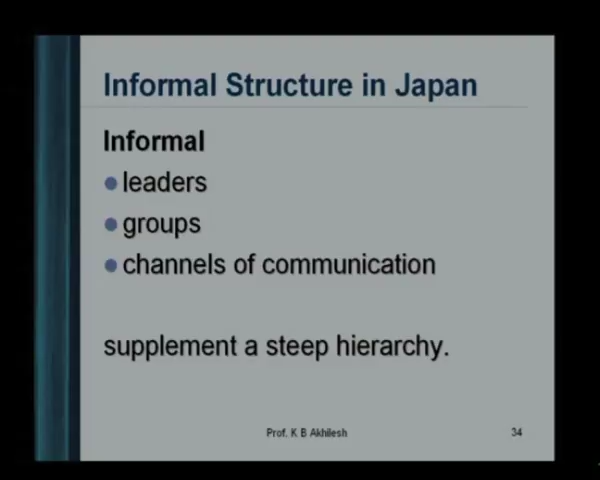 Informal Structure in Japan
Informal
leaders
groups
channels of communication
supplement a steep hierarchy.
Prof. K B Akhilesh
34